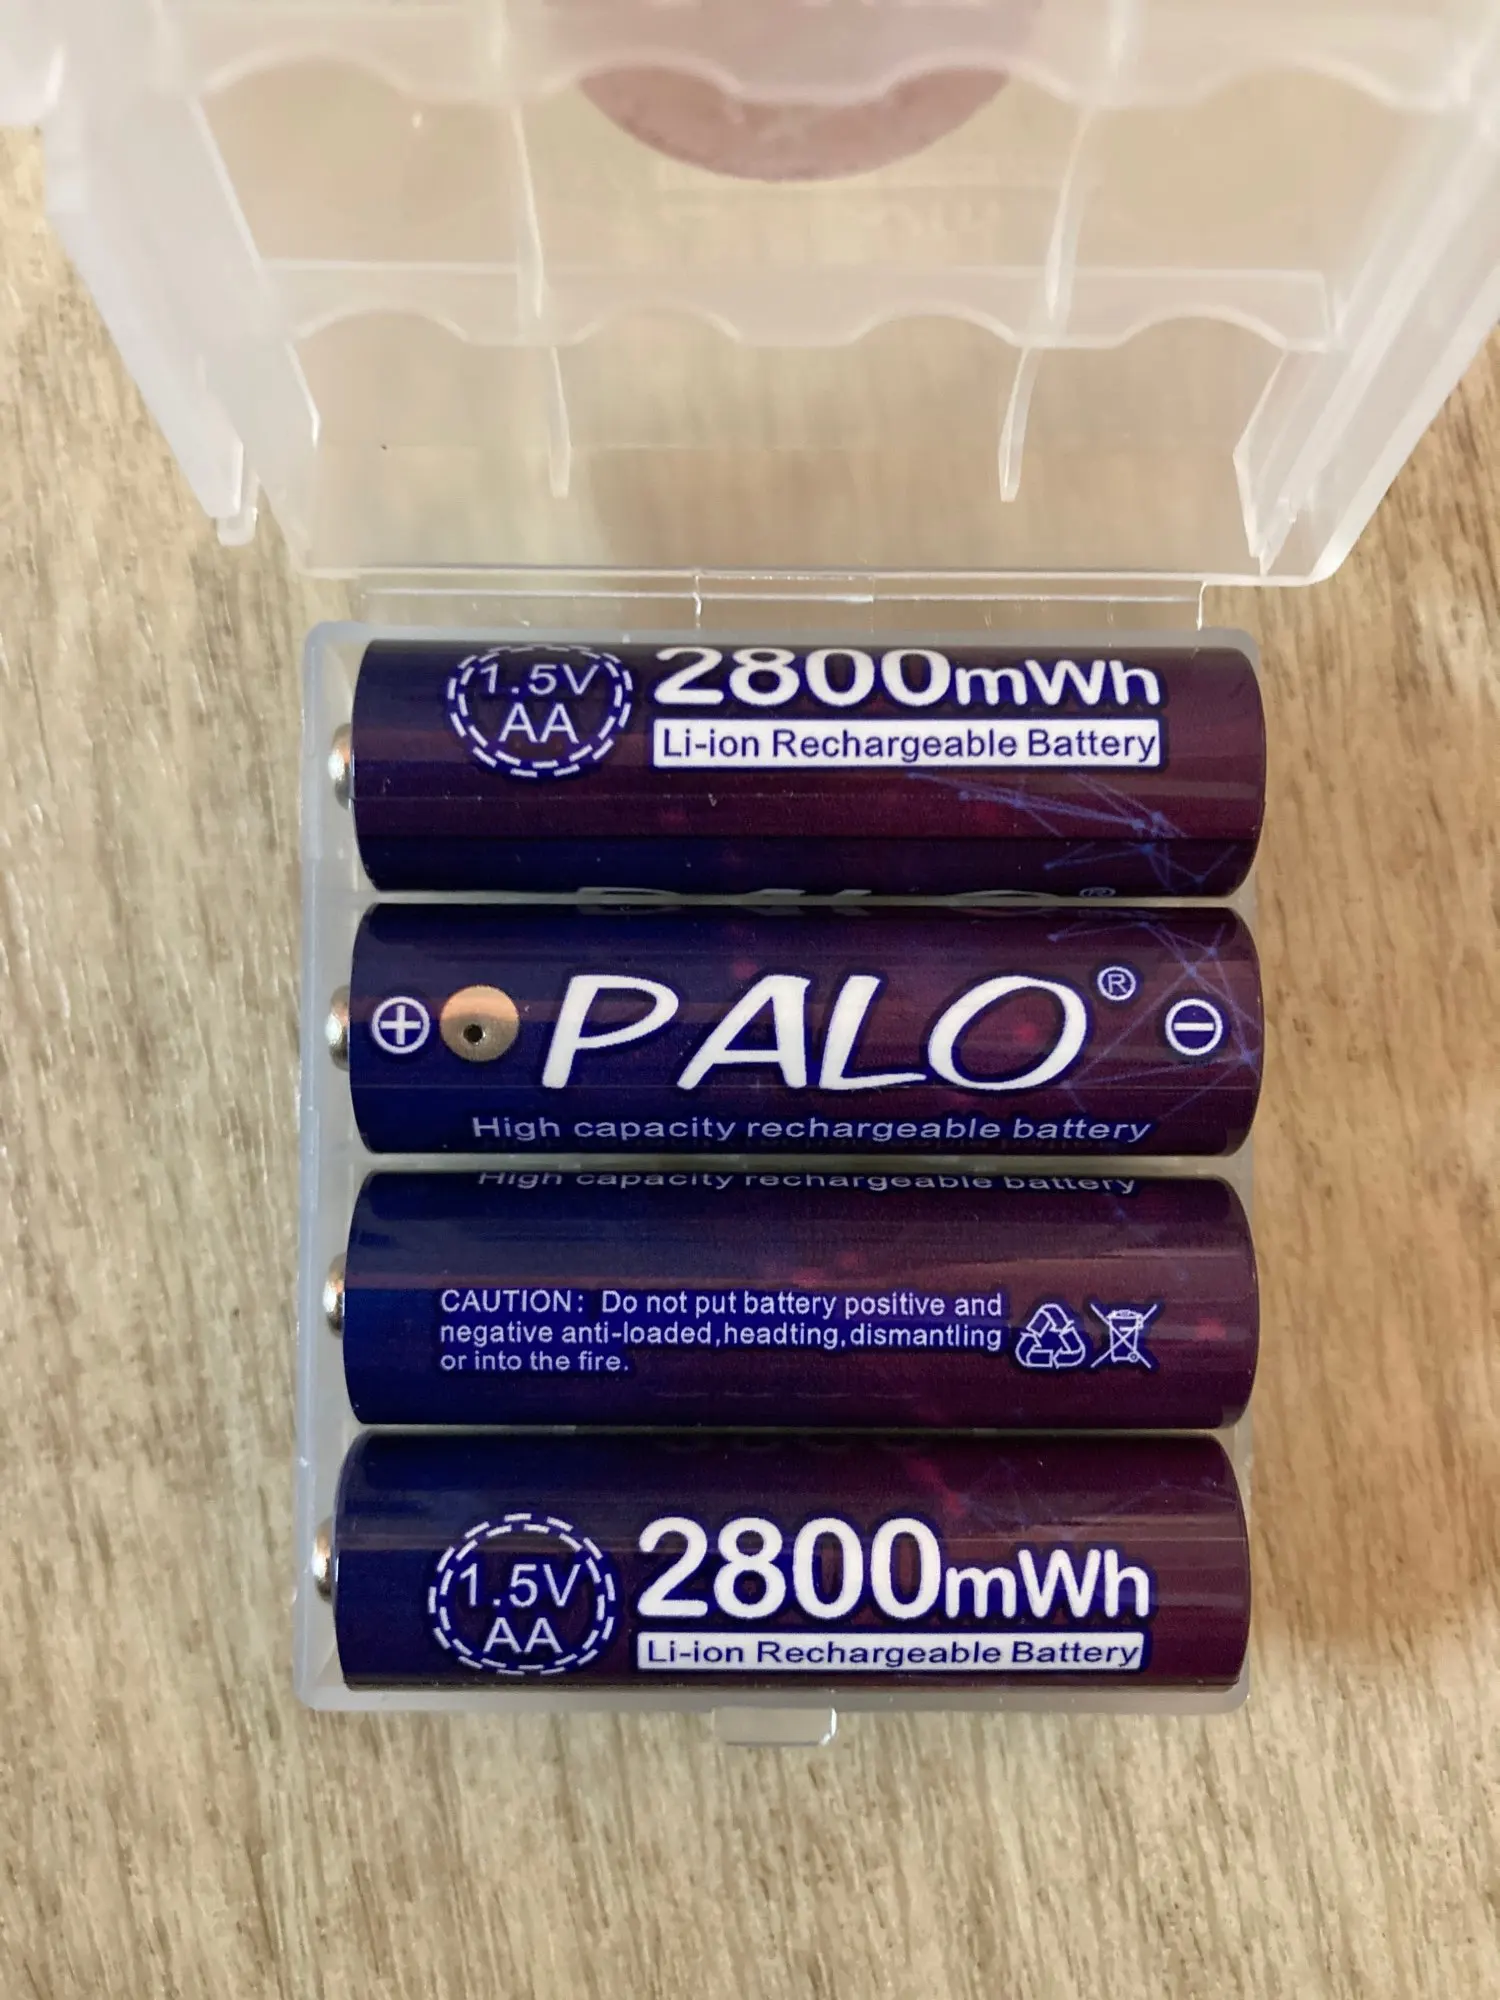 1.5V
AA
2800mWh
Li-ion Rechargeable Battery
PALO®
High capacity rechargeable battery
High capacity rechargeable battery
CAUTION: Do not put battery positive and
negative anti-loaded,headting,dismantling
or into the fire.
1.5V
AA
2800mWh
Li-ion Rechargeable Battery